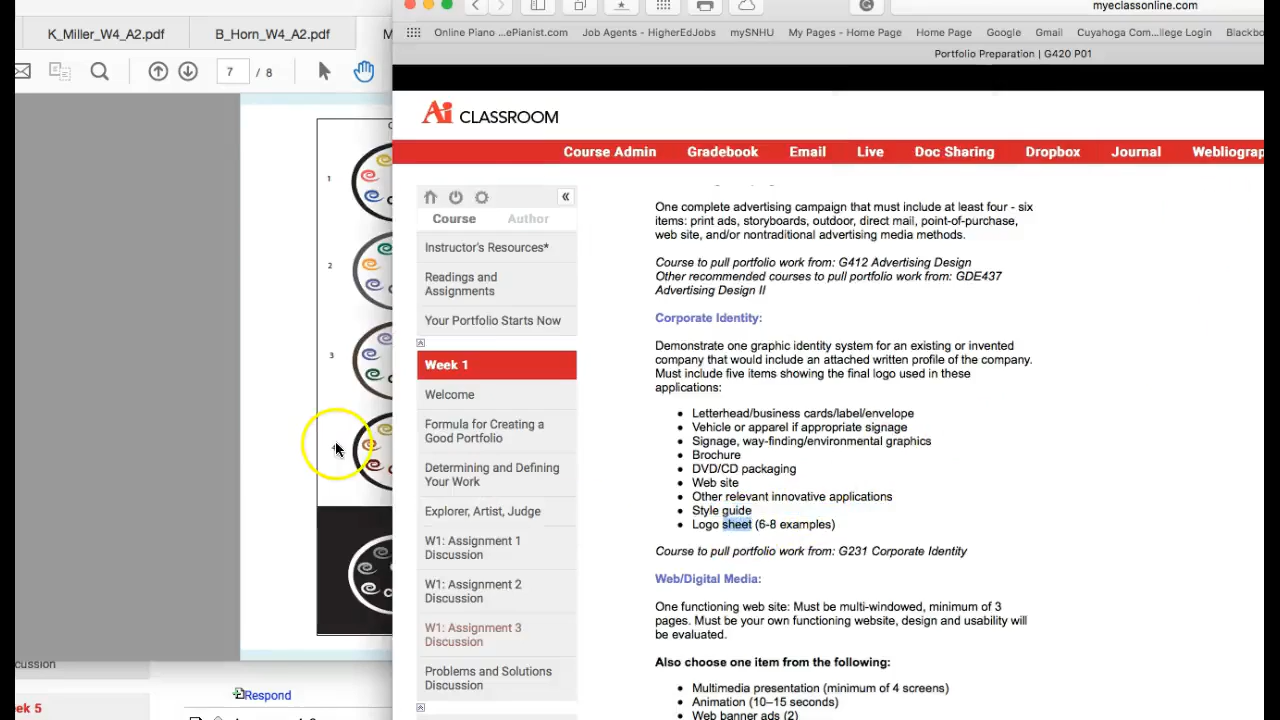 myeclassonline.com
K_Miller_W4_A2.pdf
B_Horn_W4_A2.pdf
Online Piano ...ePianist.com
Job Agents - HigherEdJobs
mySNHU
My Pages - Home Page
Home Page
Google
Gmail
Cuyahoga Com...llege Login
Portfolio Preparation | G420 P01
7 / 8
Ai CLASSROOM
Course Admin
Gradebook
Email
Live
Doc Sharing
Dropbox
Journal
Course
Author
Instructor's Resources*
Readings and
Assignments
Your Portfolio Starts Now
Week 1
Welcome
Formula for Creating a
Good Portfolio
Determining and Defining
Your Work
Explorer, Artist, Judge
W1: Assignment 1
Discussion
W1: Assignment 2
Discussion
W1: Assignment 3
Discussion
Problems and Solutions
Discussion
One complete advertising campaign that must include at least four - six
items: print ads, storyboards, outdoor, direct mail, point-of-purchase,
web site, and/or nontraditional advertising media methods.
Course to pull portfolio work from: G412 Advertising Design
Other recommended courses to pull portfolio work from: GDE437
Advertising Design II
Corporate Identity:
Demonstrate one graphic identity system for an existing or invented
company that would include an attached written profile of the company.
Must include five items showing the final logo used in these
applications:
• Letterhead/business cards/label/envelope
• Vehicle or apparel if appropriate signage
• Signage, way-finding/environmental graphics
• Brochure
• DVD/CD packaging
• Web site
• Other relevant innovative applications
• Style guide
• Logo sheet (6-8 examples)
Course to pull portfolio work from: G231 Corporate Identity
Web/Digital Media:
One functioning web site: Must be multi-windowed, minimum of 3
pages. Must be your own functioning website, design and usability will
be evaluated.
Also choose one item from the following:
• Multimedia presentation (minimum of 4 screens)
• Animation (10–15 seconds)
• Web banner ads (2)
1
2
3
Respond